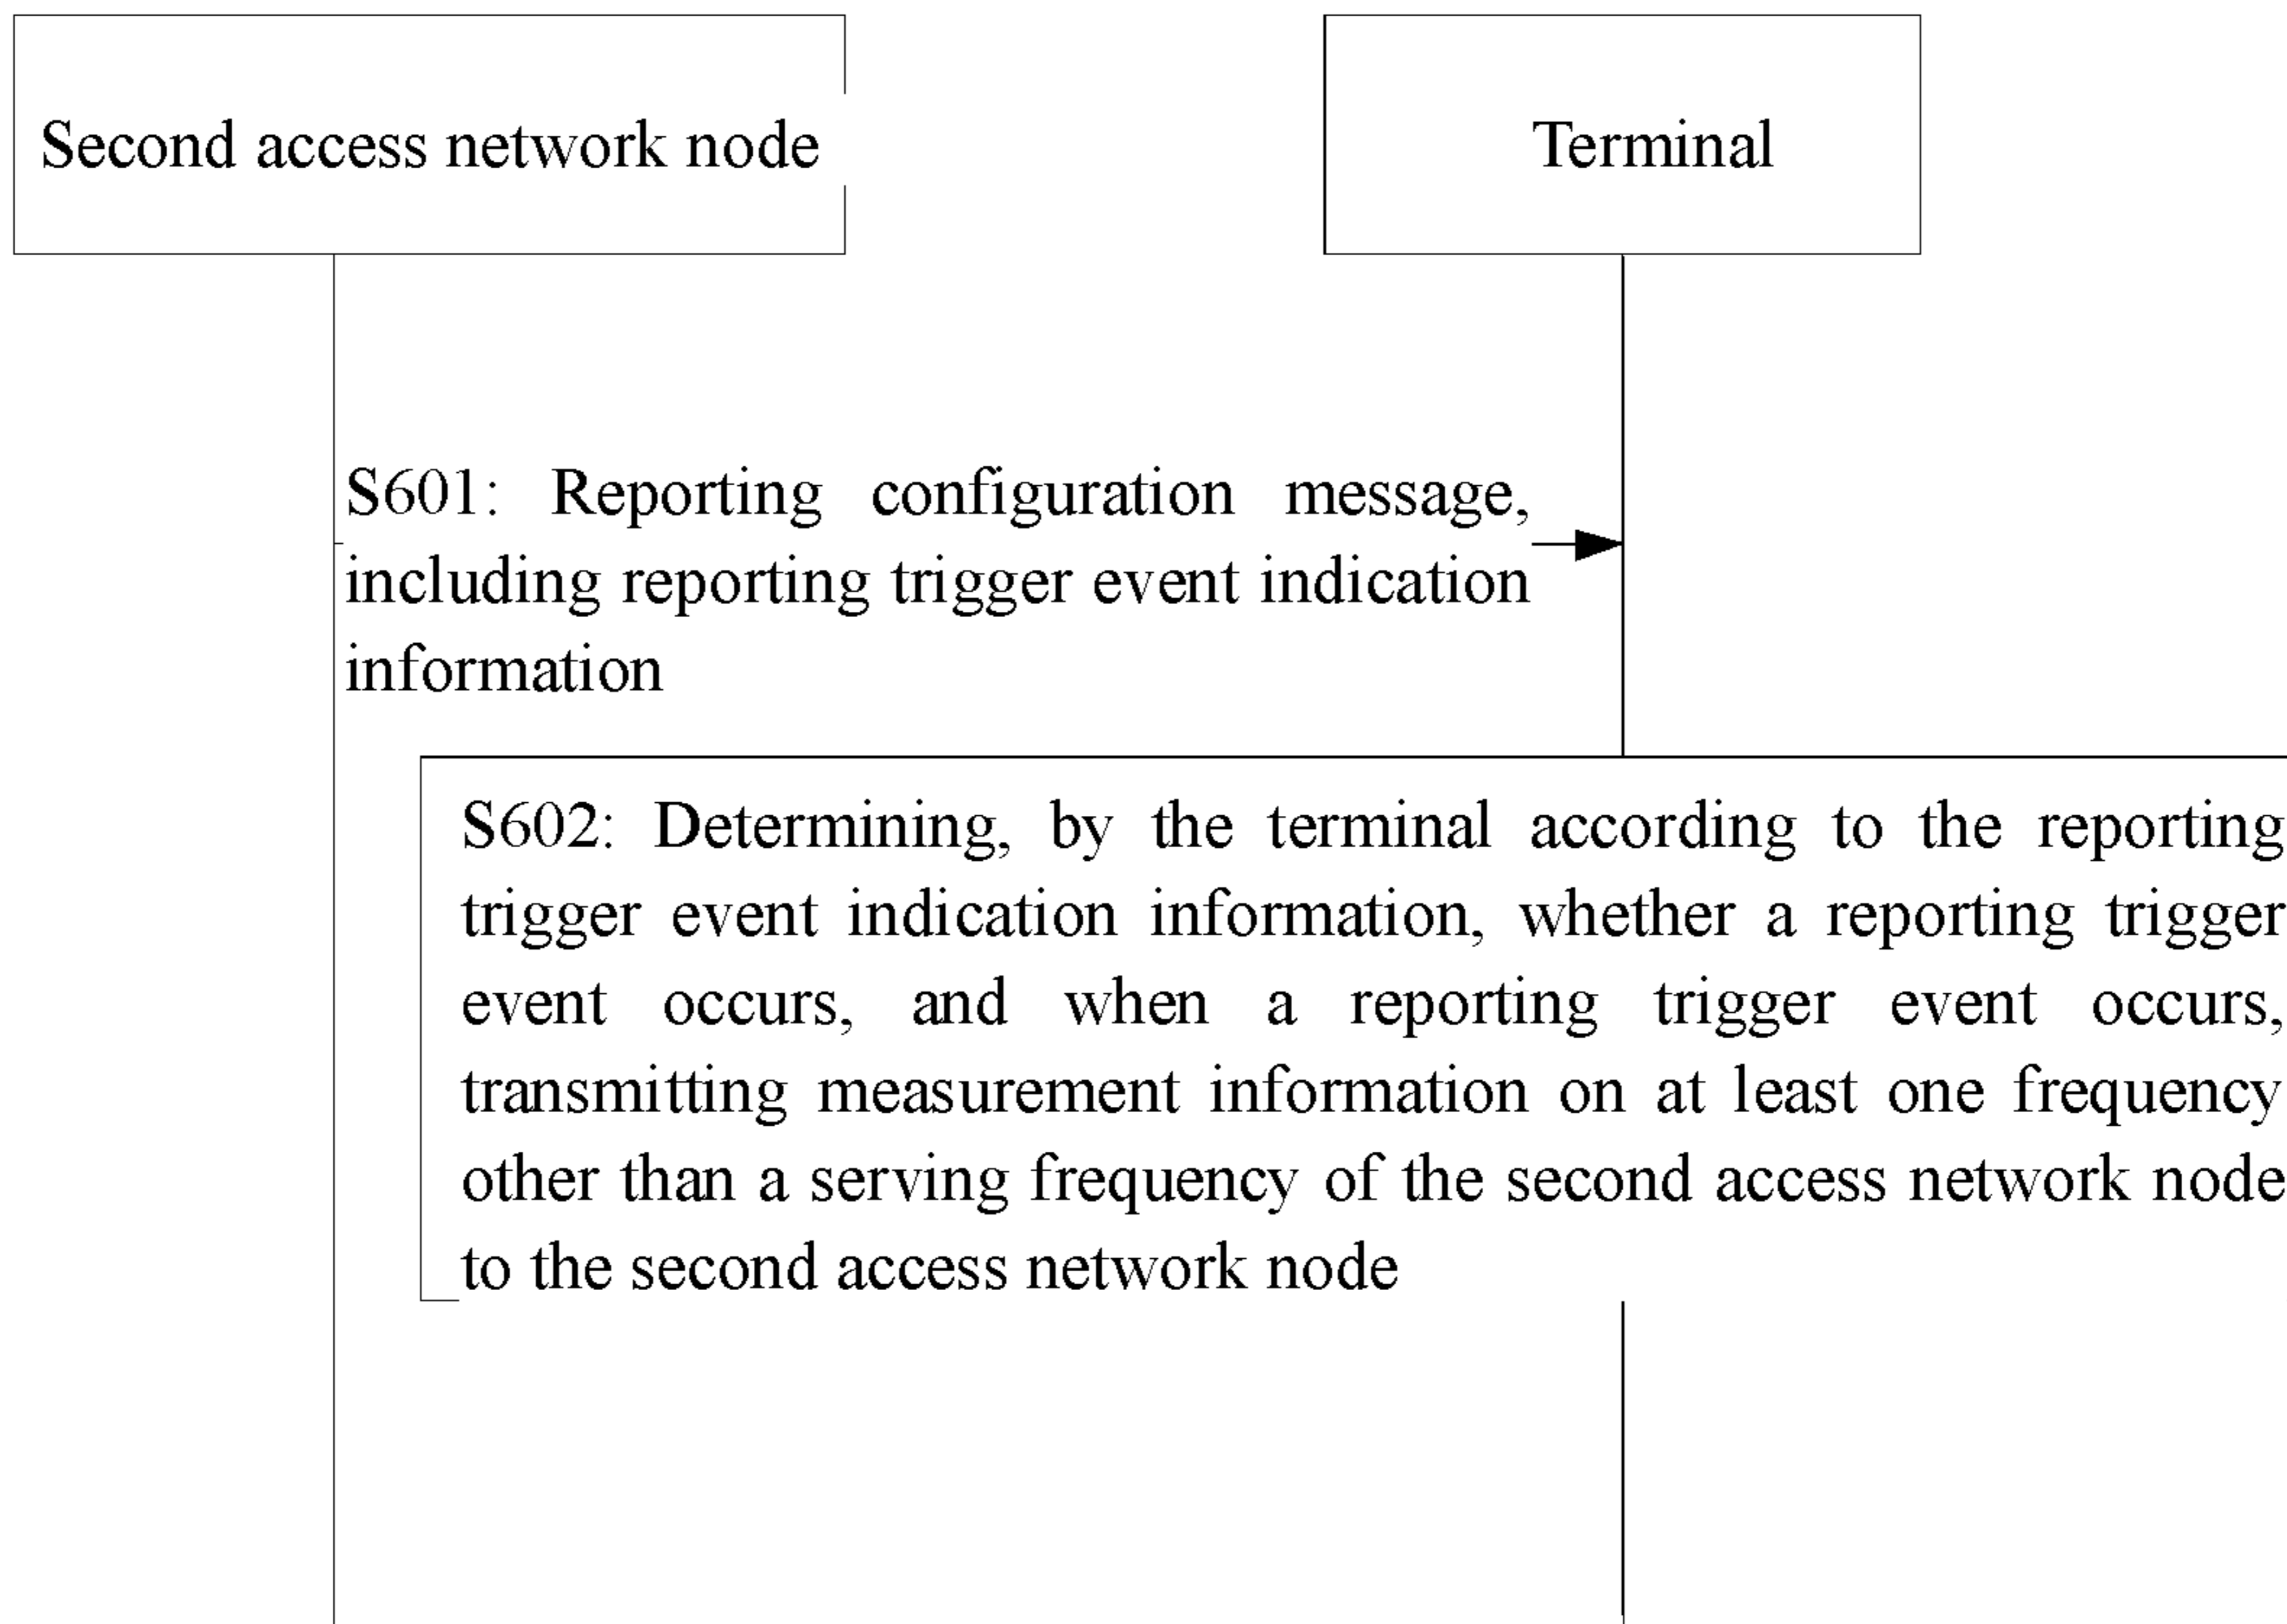 Second access network node
Terminal
S601: Reporting configuration message,
including reporting trigger event indication
information
S602: Determining, by the terminal according to the reporting
trigger event indication information, whether a reporting trigger
event occurs, and when a reporting trigger event occurs,
transmitting measurement information on at least one frequency
other than a serving frequency of the second access network node
to the second access network node